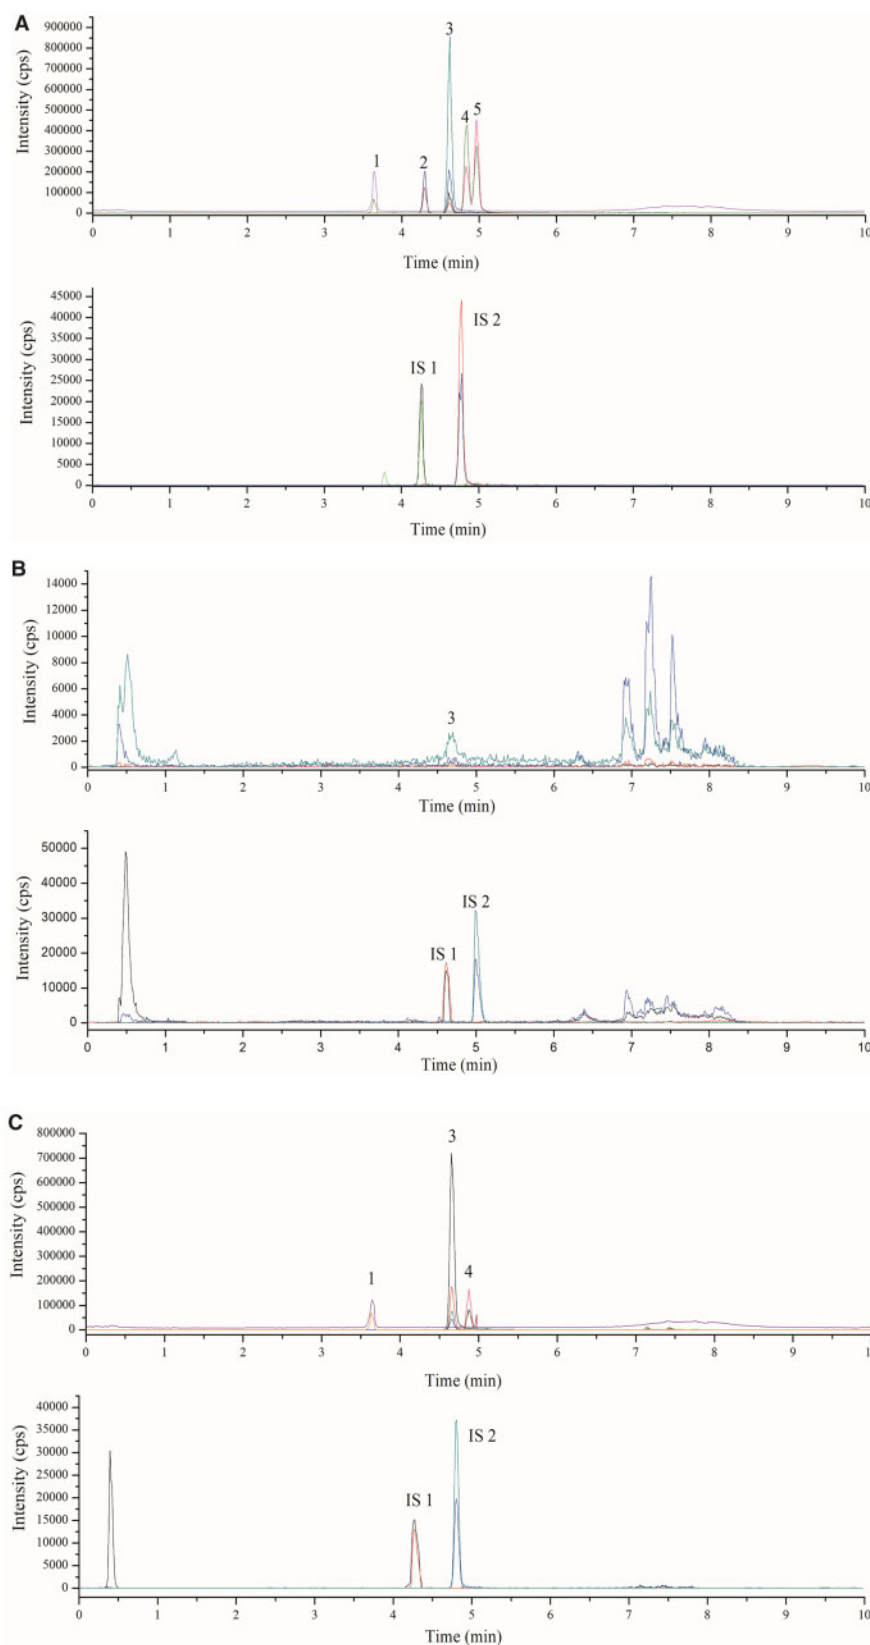 A
Intensity (cps)
900000
800000
700000
600000
500000
400000
300000
200000
100000
0
1
2
3
4
5
0 1 2 3 4 5 6 7 8 9 10
Time (min)
Intensity (cps)
45000
40000
35000
30000
25000
20000
15000
10000
5000
0
IS 1
IS 2
0 1 2 3 4 5 6 7 8 9 10
Time (min)
B
Intensity (cps)
14000
12000
10000
8000
6000
4000
2000
0
3
0 1 2 3 4 5 6 7 8 9 10
Time (min)
Intensity (cps)
50000
40000
30000
20000
10000
0
IS 1
IS 2
0 1 2 3 4 5 6 7 8 9 10
Time (min)
C
Intensity (cps)
800000
700000
600000
500000
400000
300000
200000
100000
0
1
3
4
0 1 2 3 4 5 6 7 8 9 1
Time (min)
Intensity (cps)
40000
35000
30000
25000
20000
15000
10000
5000
0
IS 1
IS 2
0 1 2 3 4 5 6 7 8 9 10
Time (min)